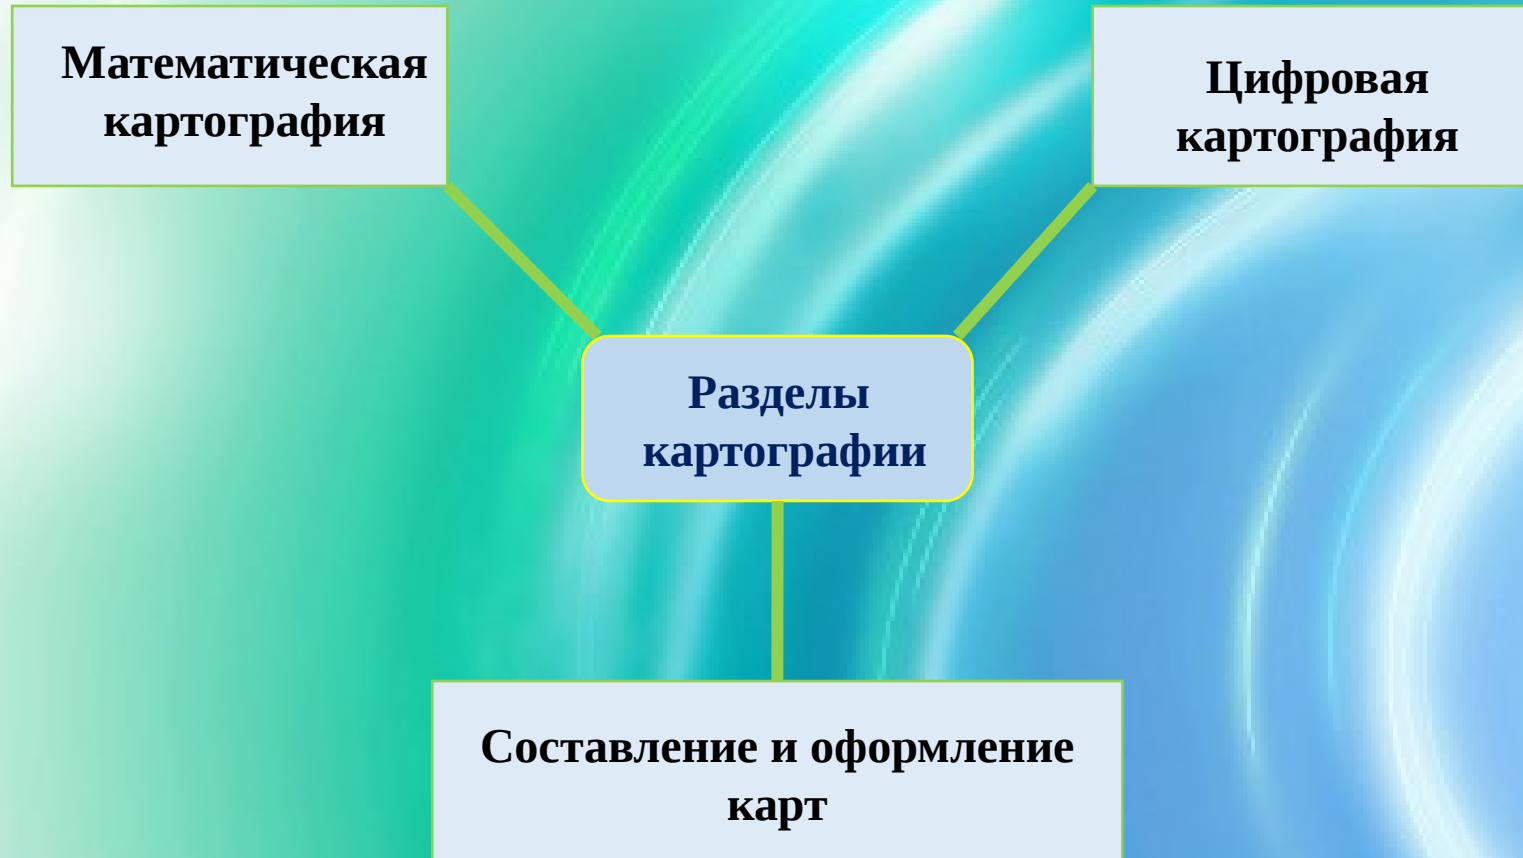 Математическая
картография
Цифровая
картография
Разделы
картографии
Составление и оформление
карт